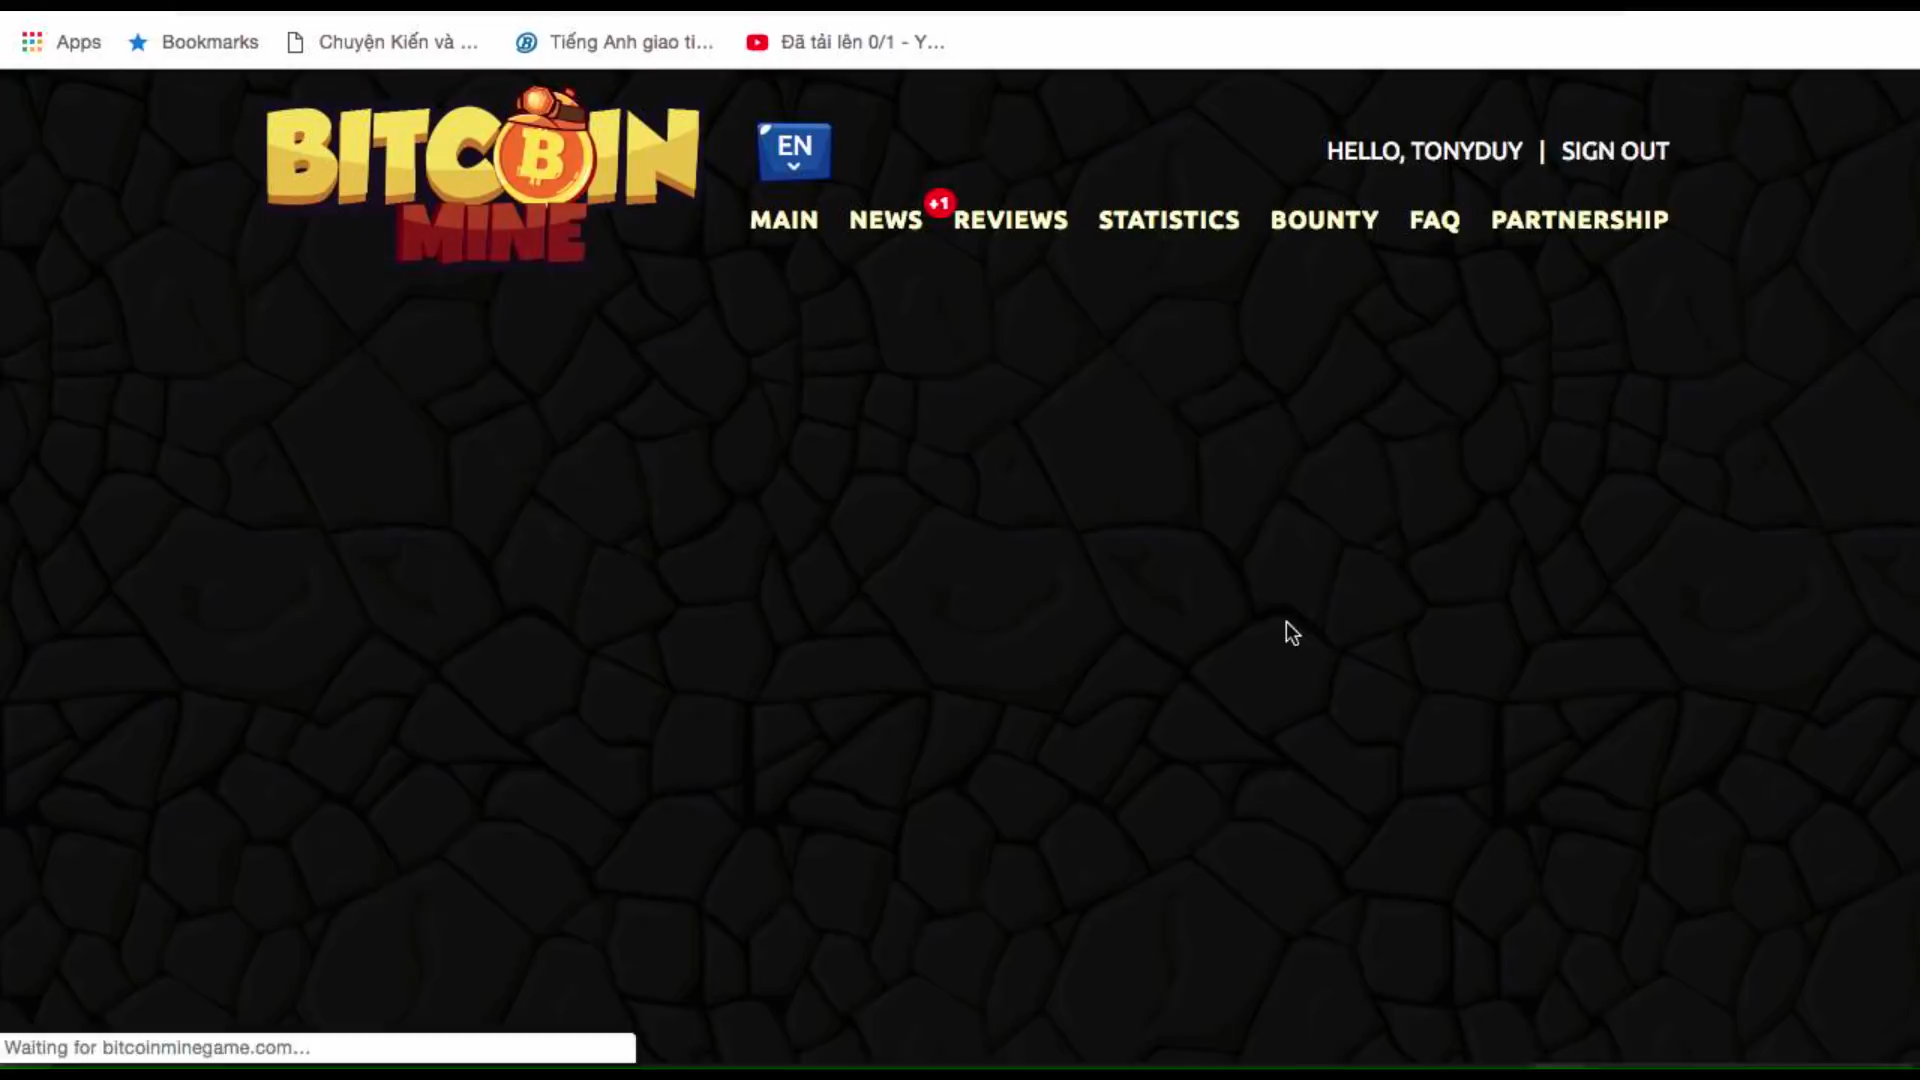 Apps Bookmarks Chuyện Kiến và ... Tiếng Anh giao ti... Đã tải lên 0/1 - Y...
BITCOIN
MINE
EN
HELLO, TONYDUY | SIGN OUT
MAIN NEWS +1 REVIEWS STATISTICS BOUNTY FAQ PARTNERSHIP
Waiting for bitcoinminegame.com...